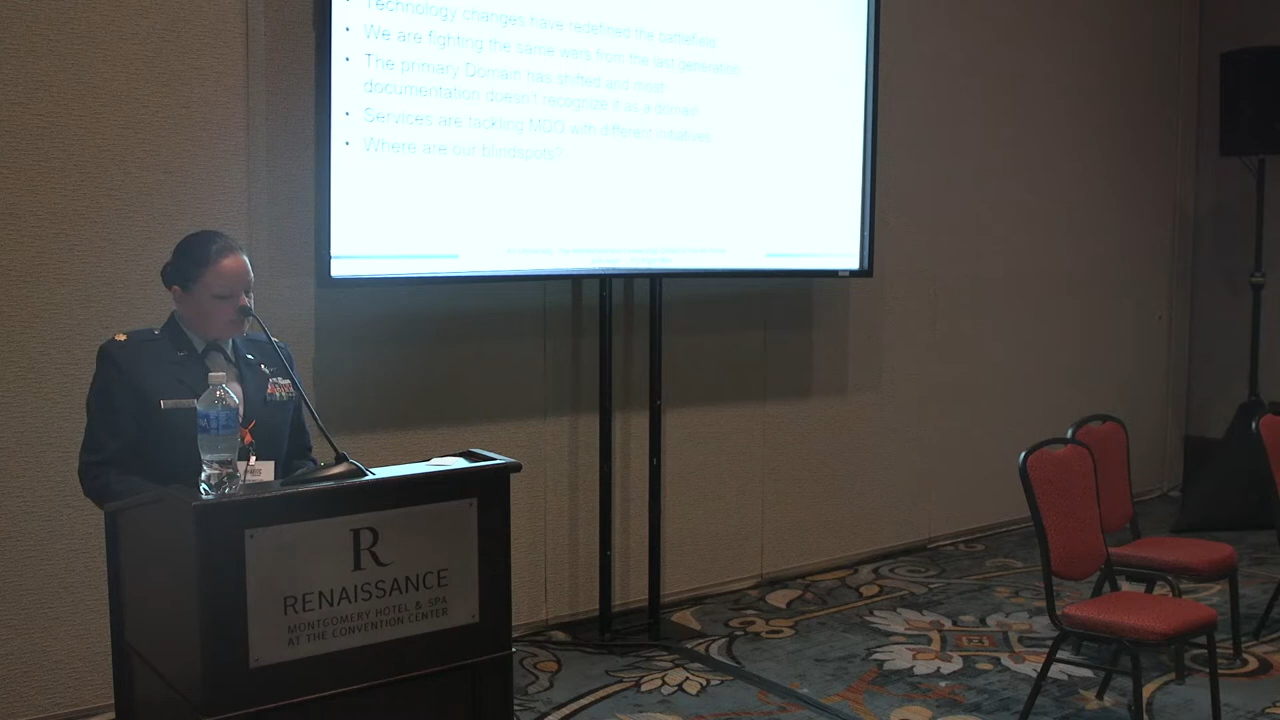 Technology changes have redefined the battlefield
• We are fighting the same wars from the last generation
• The primary Domain has shifted and most
documentation doesn't recognize it as a domain
• Services are tackling MDO with different initiatives
• Where are our blindspots?
R
RENAISSANCE
MONTGOMERY HOTEL & SPA
AT THE CONVENTION CENTER